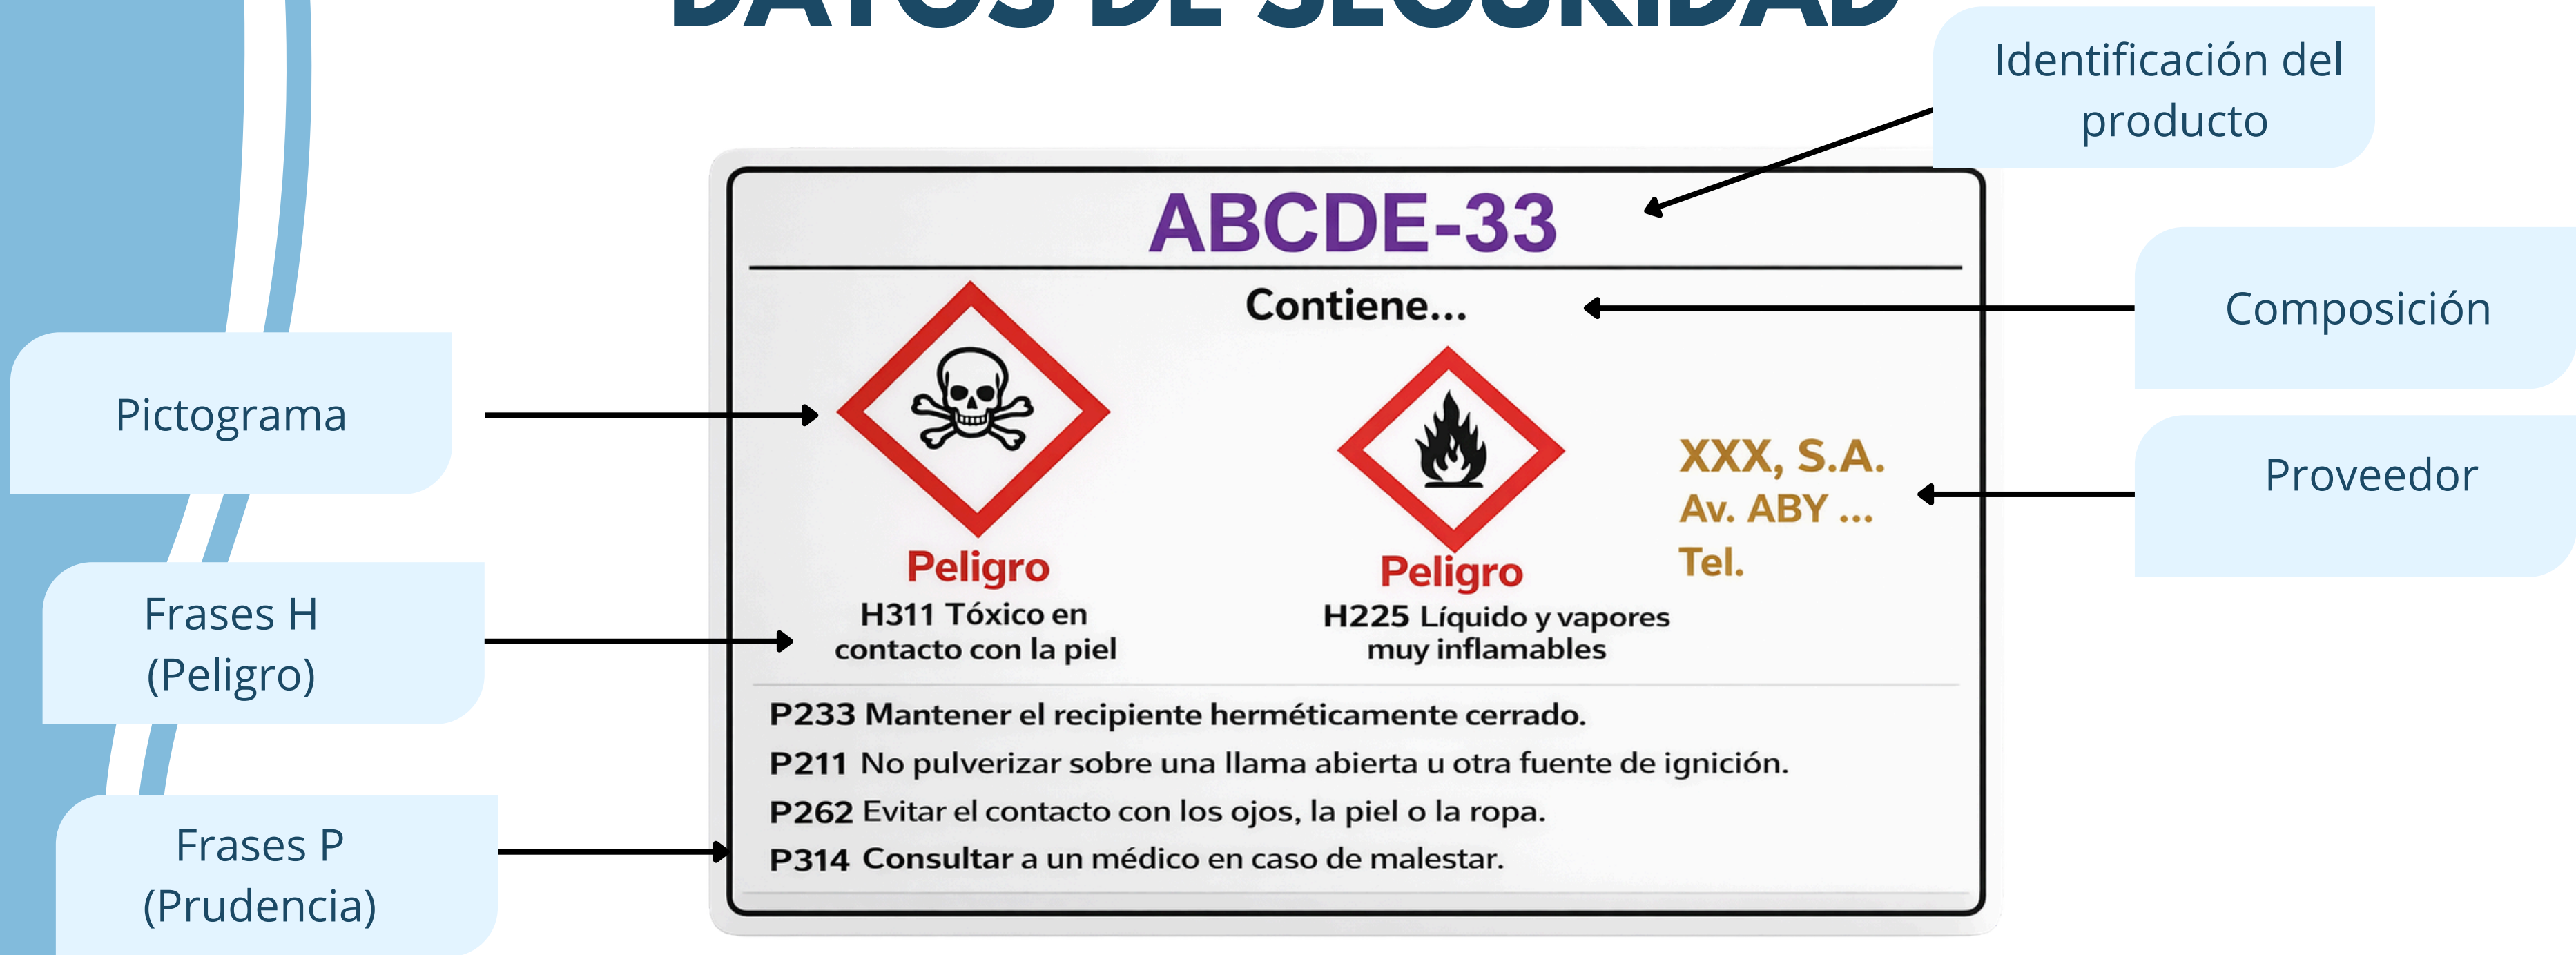 DATOS DE SEGURIDAD
Identificación del
producto
ABCDE-33
Contiene...
Composición
Pictograma
XXX, S.A.
Av. ABY ...
Tel.
Proveedor
Peligro
H311 Tóxico en
contacto con la piel
Peligro
H225 Líquido y vapores
muy inflamables
Frases H
(Peligro)
P233 Mantener el recipiente herméticamente cerrado.
P211 No pulverizar sobre una llama abierta u otra fuente de ignición.
P262 Evitar el contacto con los ojos, la piel o la ropa.
P314 Consultar a un médico en caso de malestar.
Frases P
(Prudencia)